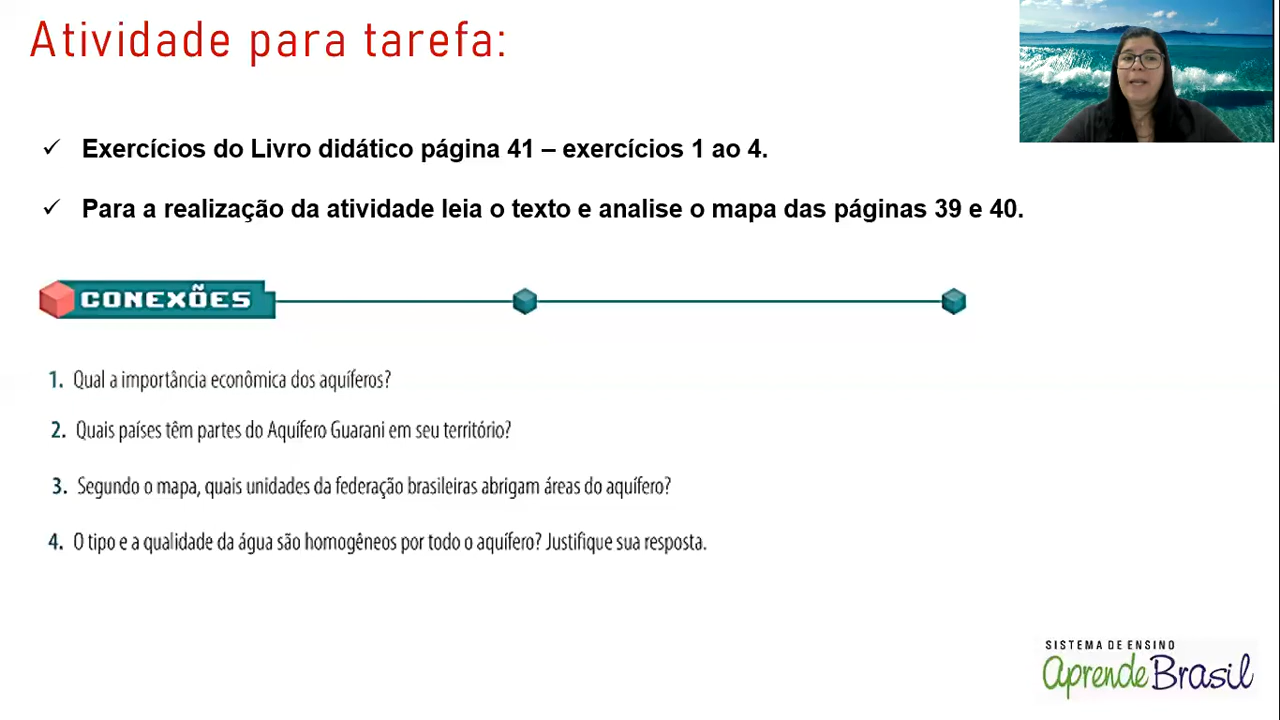 Atividade para tarefa:
✓ Exercícios do Livro didático página 41 – exercícios 1 ao 4.
✓ Para a realização da atividade leia o texto e analise o mapa das páginas 39 e 40.
CONEXÕES
1. Qual a importância econômica dos aquíferos?
2. Quais países têm partes do Aquífero Guarani em seu território?
3. Segundo o mapa, quais unidades da federação brasileiras abrigam áreas do aquífero?
4. O tipo e a qualidade da água são homogêneos por todo o aquífero? Justifique sua resposta.
SISTEMA DE ENSINO
aprendeBrasil